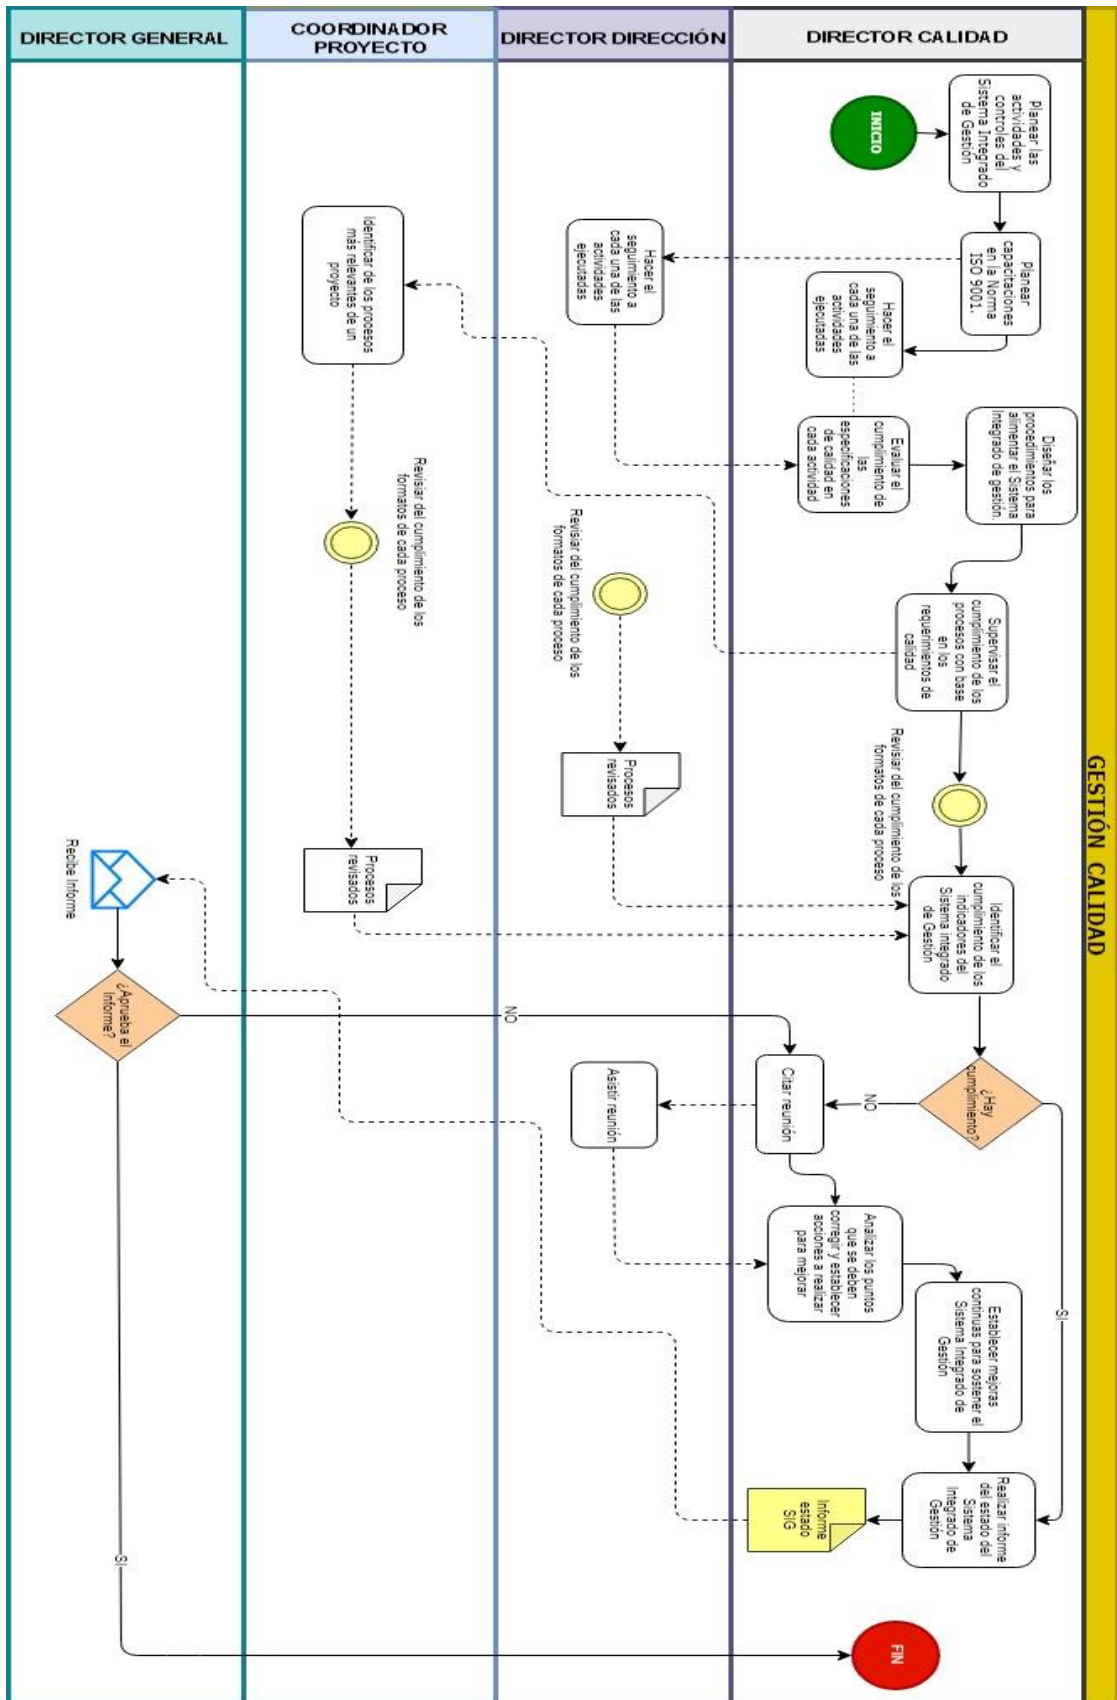 DIRECTOR GENERAL
COORDINADOR
PROYECTO
DIRECTOR DIRECCIÓN
DIRECTOR CALIDAD
GESTIÓN CALIDAD
INICIO
Planear las
actividades y
controles del
Sistema Integrado
de Gestión
Planear
capacitaciones
en la Norma
ISO 9001.
Hacer el
seguimiento a
cada una de las
actividades
ejecutadas
Hacer el
seguimiento a
cada una de las
actividades
ejecutadas
Identificar de los procesos
más relevantes de un
proyecto
Evaluar el
cumplimiento de
las
especificaciones
de calidad en
cada actividad
Diseñar los
procedimientos para
alimentar el Sistema
Integrado de gestión.
Supervisar el
cumplimiento de los
procesos con base
en los
requerimientos de
calidad
Revisiar del cumplimiento de los
formatos de cada proceso
Revisiar del cumplimiento de los
formatos de cada proceso
Revisiar del cumplimiento de los
formatos de cada proceso
Procesos
revisados
Procesos
revisados
Identificar el
cumplimiento de los
indicadores del
Sistema integrado
de Gestión
Recibe Informe
¿Aprueba el
Informe?
NO
¿Hay
cumplimiento?
NO
SI
Citar reunión
Asistir reunión
Analizar los puntos
que se deben
corregir y establecer
acciones a realizar
para mejorar
Establecer mejoras
continuas para sostener el
Sistema Integrado de
Gestión
Realizar informe
del estado del
Sistema
Integrado de
Gestión
Informe
estado
SIG
SI
FIN